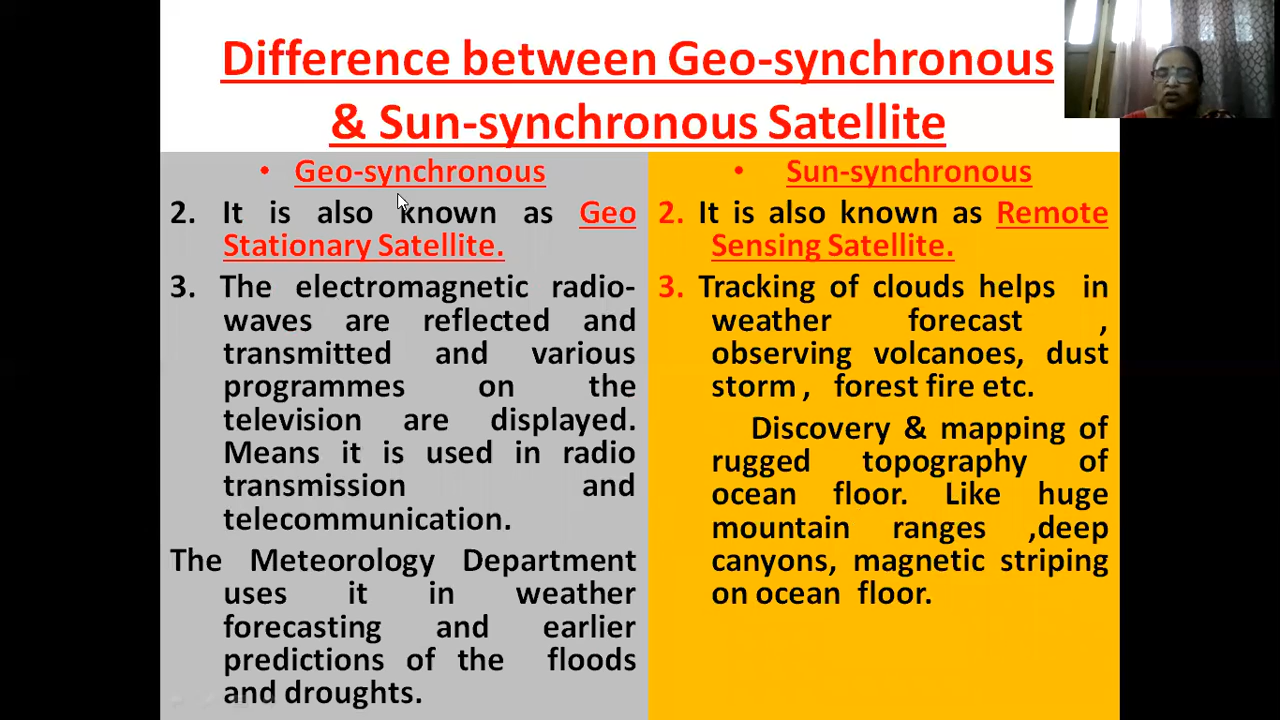 Difference between Geo-synchronous
& Sun-synchronous Satellite
• Geo-synchronous
2. It is also known as Geo
Stationary Satellite.
3. The electromagnetic radio-
waves are reflected and
transmitted and various
programmes on the
television are displayed.
Means it is used in radio
transmission and
telecommunication.
The Meteorology Department
uses it in weather
forecasting and earlier
predictions of the floods
and droughts.
• Sun-synchronous
2. It is also known as Remote
Sensing Satellite.
3. Tracking of clouds helps in
weather forecast ,
observing volcanoes, dust
storm , forest fire etc.
Discovery & mapping of
rugged topography of
ocean floor. Like huge
mountain ranges ,deep
canyons, magnetic striping
on ocean floor.